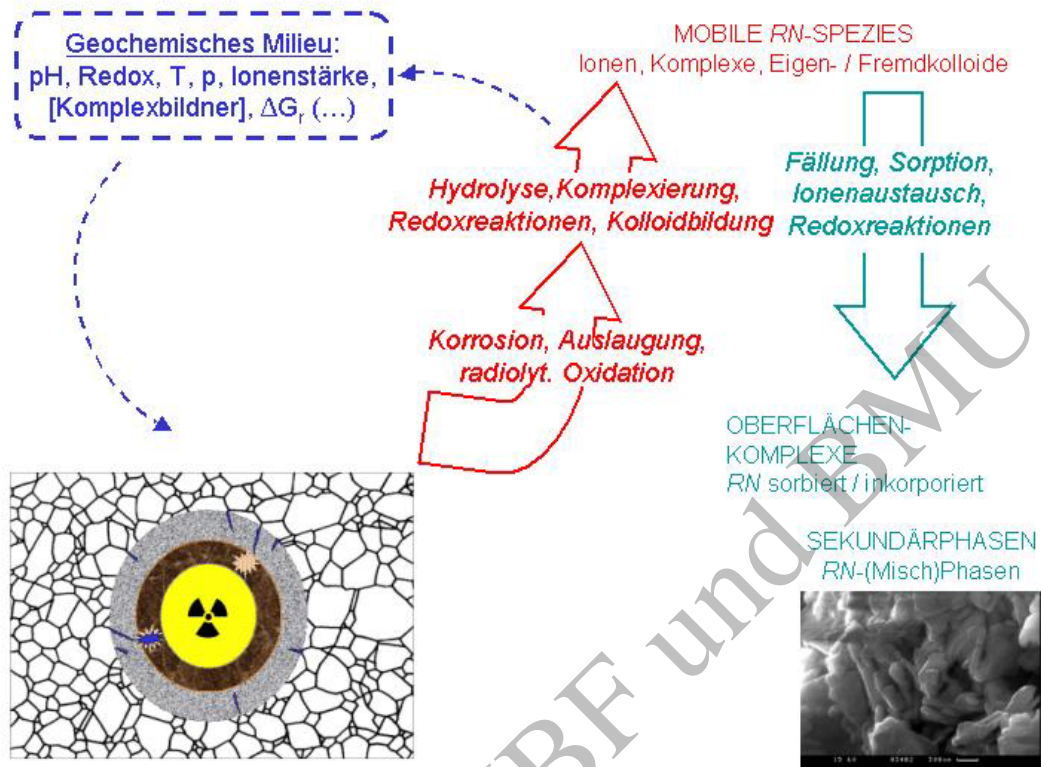 Geochemisches Milieu:
pH, Redox, T, p, Ionenstärke,
[Komplexbildner], ΔGr (...)
MOBILE RN-SPEZIES
Ionen, Komplexe, Eigen- / Fremdkolloide
Hydrolyse,Komplexierung,
Redoxreaktionen, Kolloidbildung
Fällung, Sorption,
Ionenaustausch,
Redoxreaktionen
Korrosion, Auslaugung,
radiolyt. Oxidation
OBERFLÄCHEN-
KOMPLEXE
RN sorbiert / inkorporiert
SEKUNDÄRPHASEN
RN-(Misch)Phasen
BF und BMU